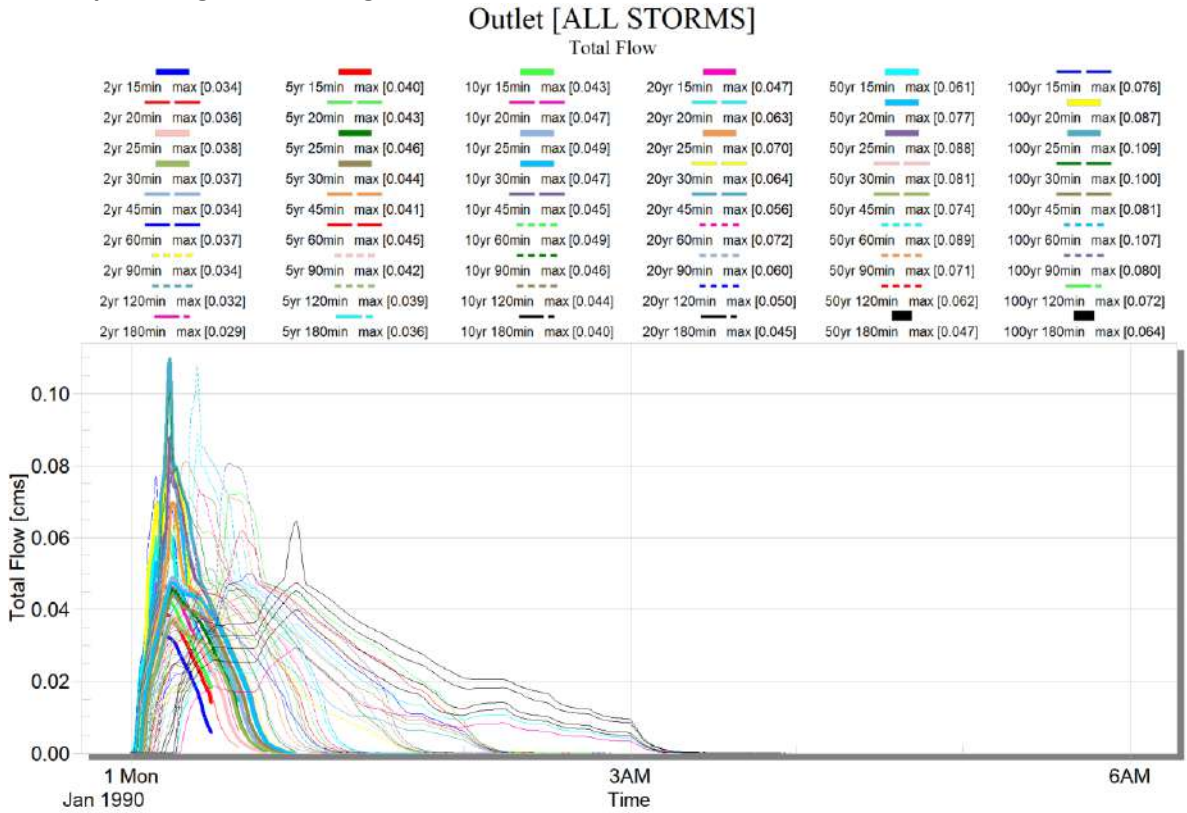 Outlet [ALL STORMS]
Total Flow
2yr 15min max [0.034] 5yr 15min max [0.040] 10yr 15min max [0.043] 20yr 15min max [0.047] 50yr 15min max [0.061] 100yr 15min max [0.076]
2yr 20min max [0.036] 5yr 20min max [0.043] 10yr 20min max [0.047] 20yr 20min max [0.063] 50yr 20min max [0.077] 100yr 20min max [0.087]
2yr 25min max [0.038] 5yr 25min max [0.046] 10yr 25min max [0.049] 20yr 25min max [0.070] 50yr 25min max [0.088] 100yr 25min max [0.109]
2yr 30min max [0.037] 5yr 30min max [0.044] 10yr 30min max [0.047] 20yr 30min max [0.064] 50yr 30min max [0.081] 100yr 30min max [0.100]
2yr 45min max [0.034] 5yr 45min max [0.041] 10yr 45min max [0.045] 20yr 45min max [0.056] 50yr 45min max [0.074] 100yr 45min max [0.081]
2yr 60min max [0.037] 5yr 60min max [0.045] 10yr 60min max [0.049] 20yr 60min max [0.072] 50yr 60min max [0.089] 100yr 60min max [0.107]
2yr 90min max [0.034] 5yr 90min max [0.042] 10yr 90min max [0.046] 20yr 90min max [0.060] 50yr 90min max [0.071] 100yr 90min max [0.080]
2yr 120min max [0.032] 5yr 120min max [0.039] 10yr 120min max [0.044] 20yr 120min max [0.050] 50yr 120min max [0.062] 100yr 120min max [0.072]
2yr 180min max [0.029] 5yr 180min max [0.036] 10yr 180min max [0.040] 20yr 180min max [0.045] 50yr 180min max [0.047] 100yr 180min max [0.064]
0.10
0.08
0.06
0.04
0.02
0.00
Total Flow [cms]
1 Mon 3AM 6AM
Jan 1990 Time